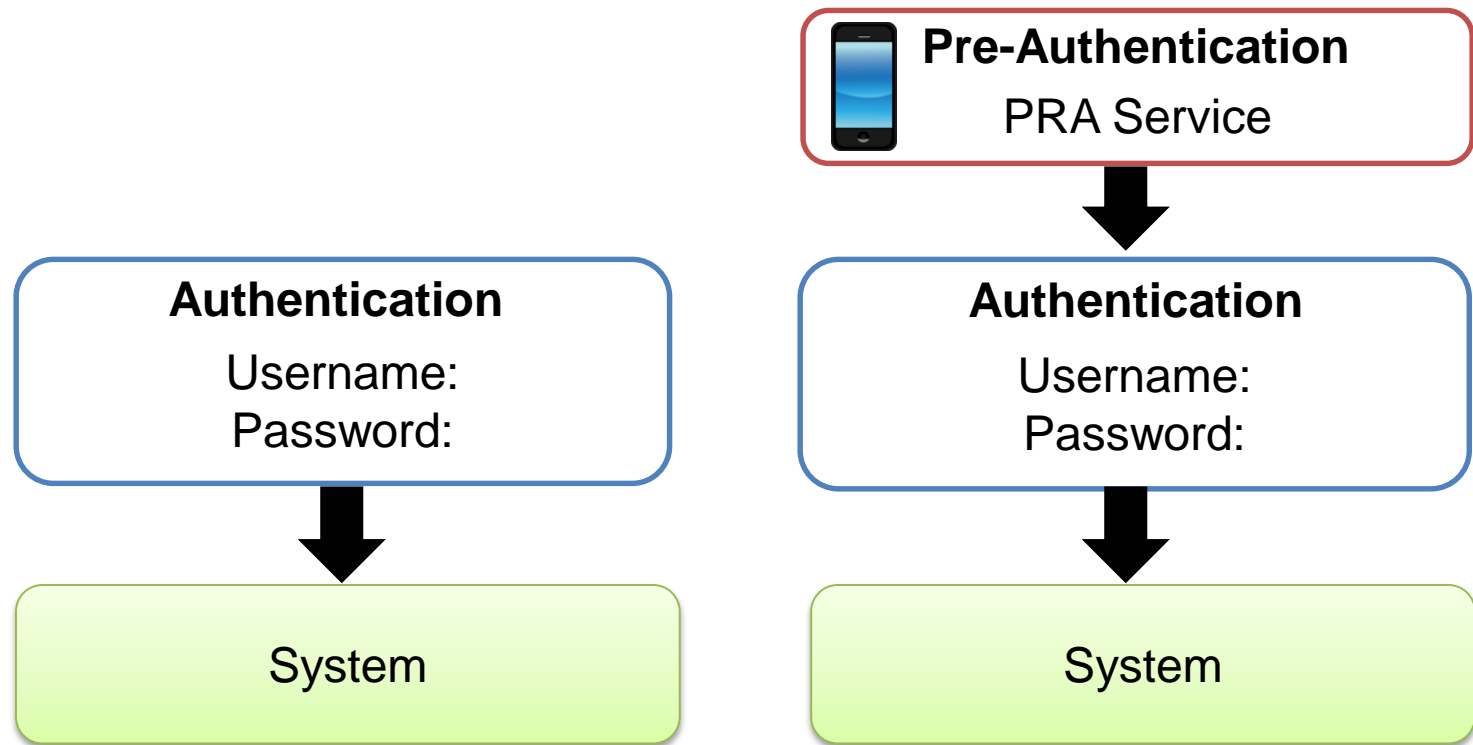 Pre-Authentication
PRA Service
Authentication
Username:
Password:
Authentication
Username:
Password:
System
System